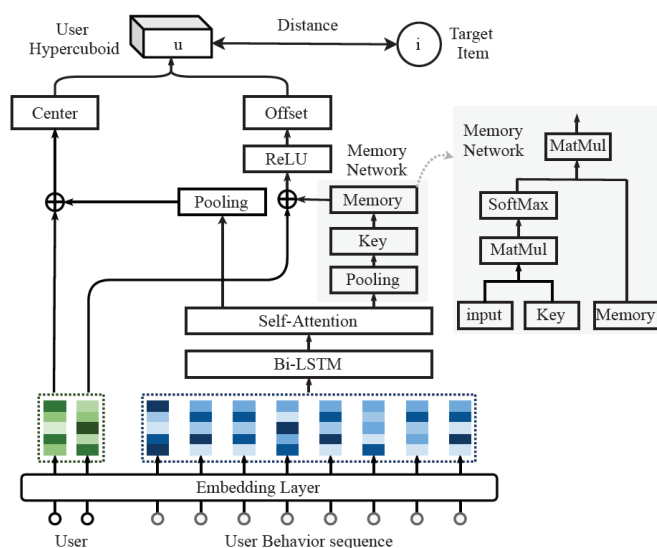 User
Hypercuboid
u
Distance
i
Target
Item
Center
Offset
ReLU
Memory
Network
Pooling
Memory
Key
Pooling
Self-Attention
Bi-LSTM
Embedding Layer
User
User Behavior sequence
Memory
Network
MatMul
SoftMax
MatMul
input
Key
Memory